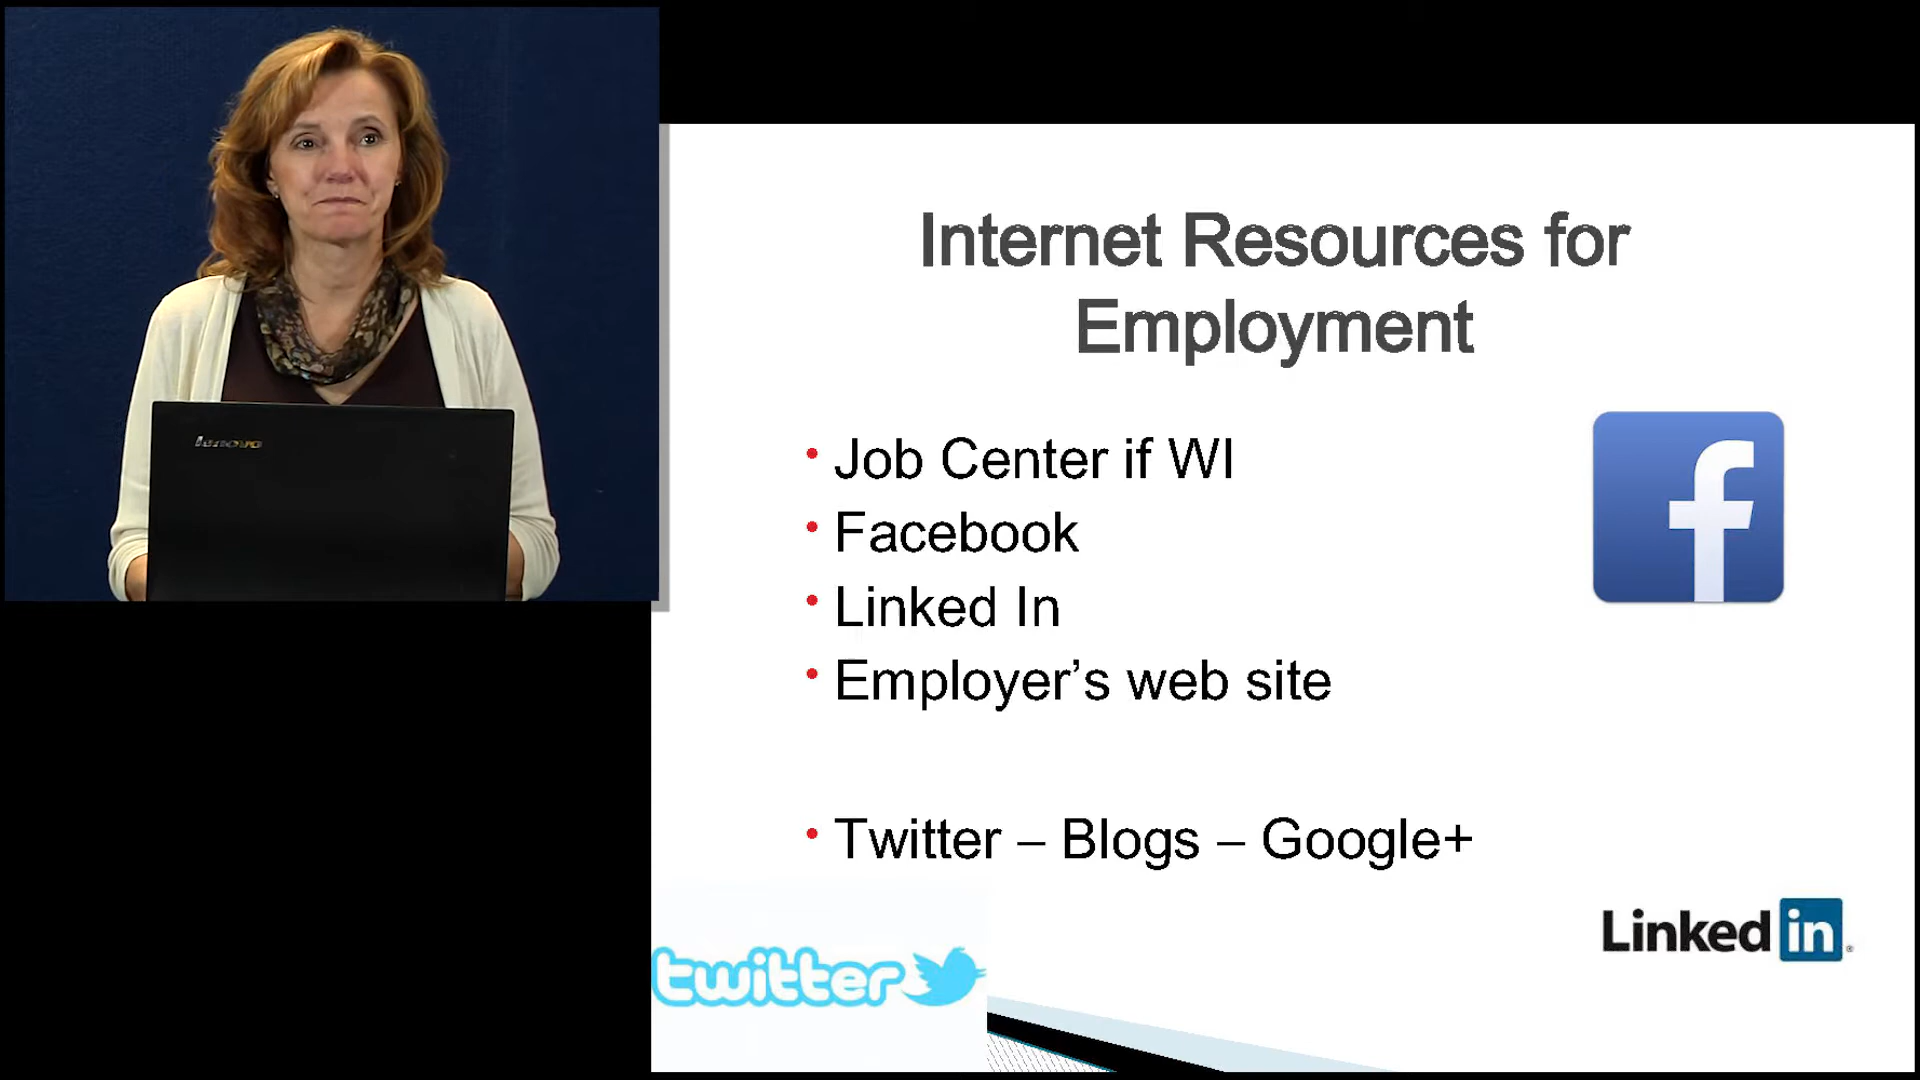 lenovo
Internet Resources for
Employment
• Job Center if WI
• Facebook
• Linked In
• Employer’s web site
• Twitter – Blogs – Google+
f
Linked in®
twitter